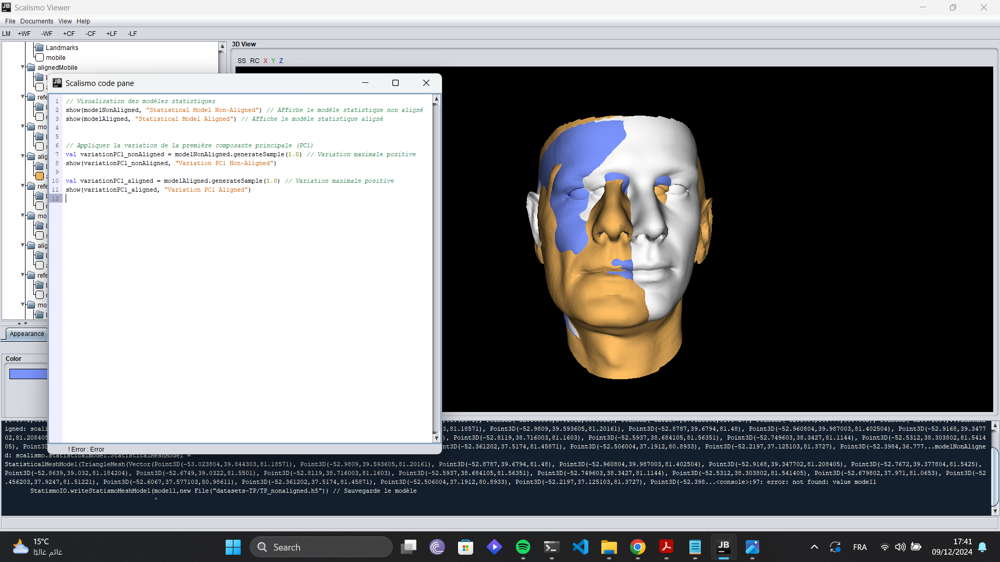 JB Scalismo Viewer
File Documents View Help
LM +WF -WF +CF -CF +LF -LF
Landmarks
mobile
alignedMobile
refe
mo
alig
refe
mo
alig
refe
mo
Appearance
Color
3D View
SS RC X Y Z
JB Scalismo code pane
1 // Visualisation des modèles statistiques
2 show(modelNonAligned, "Statistical Model Non-Aligned") // Affiche le modèle statistique non aligné
3 show(modelAligned, "Statistical Model Aligned") // Affiche le modèle statistique aligné
4
5
6 // Appliquer la variation de la première composante principale (PC1)
7 val variationPC1_nonAligned = modelNonAligned.generateSample(1.0) // Variation maximale positive
8 show(variationPC1_nonAligned, "Variation PC1 Non-Aligned")
9
10 val variationPC1_aligned = modelAligned.generateSample(1.0) // Variation maximale positive
11 show(variationPC1_aligned, "Variation PC1 Aligned")
12
! Error : Error
igned: scali 3,81.18571), Point3D(-52.9809,39.593605,81.20161), Point3D(-52.8787,39.6794,81.48), Point3D(-52.960804,39.987003,81.402504), Point3D(-52.9168,39.3477
02,81.208405 ), Point3D(-52.8119,38.716003,81.1603), Point3D(-52.5937,38.684105,81.56351), Point3D(-52.749603,38.3427,81.1144), Point3D(-52.5312,38.303802,81.5414
05), Point3D nt3D(-52.361202,37.5174,81.45871), Point3D(-52.506004,37.1912,80.8933), Point3D(-52.2197,37.125103,81.3727), Point3D(-52.3984,36.777...modelNonAligne
d: scalismo.statisticalmodel.StatisticalMeshModel =
StatisticalMeshModel(TriangleMesh(Vector(Point3D(-53.023804,39.844303,81.18571), Point3D(-52.9809,39.593605,81.20161), Point3D(-52.8787,39.6794,81.48), Point3D(-52.960804,39.987003,81.402504), Point3D(-52.9168,39.347702,81.208405), Point3D(-52.7672,39.377804,81.5425),
Point3D(-52.8639,39.032,81.184204), Point3D(-52.6749,39.0322,81.5501), Point3D(-52.8119,38.716003,81.1603), Point3D(-52.5937,38.684105,81.56351), Point3D(-52.749603,38.3427,81.1144), Point3D(-52.5312,38.303802,81.541405), Point3D(-52.679802,37.971,81.0653), Point3D(-52
.456203,37.9247,81.51221), Point3D(-52.6067,37.577103,80.98611), Point3D(-52.361202,37.5174,81.45871), Point3D(-52.506004,37.1912,80.8933), Point3D(-52.2197,37.125103,81.3727), Point3D(-52.398...<console>:97: error: not found: value modell
StatismoIO.writeStatismoMeshModel(modell,new File("datasets-TP/TP_nonaligned.h5")) // Sauvegarde le modèle
^
15°C
غائم غالبًا
Search
JB
FRA
17:41
09/12/2024